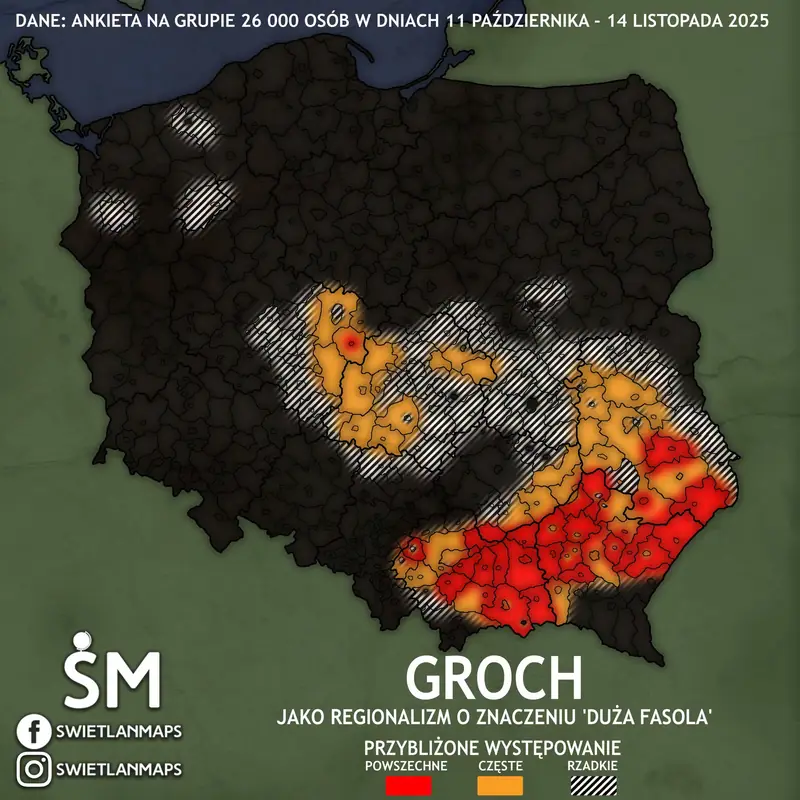 DANE: ANKIETA NA GRUPIE 26 000 OSÓB W DNIACH 11 PAŹDZIERNIKA – 14 LISTOPADA 2025
ŚM
SWIETLANMAPS
SWIETLANMAPS
GROCH
JAKO REGIONALIZM O ZNACZENIU 'DUŻA FASOLA'
PRZYBLIŻONE WYSTĘPOWANIE
POWSZECHNE CZĘSTE RZADKIE